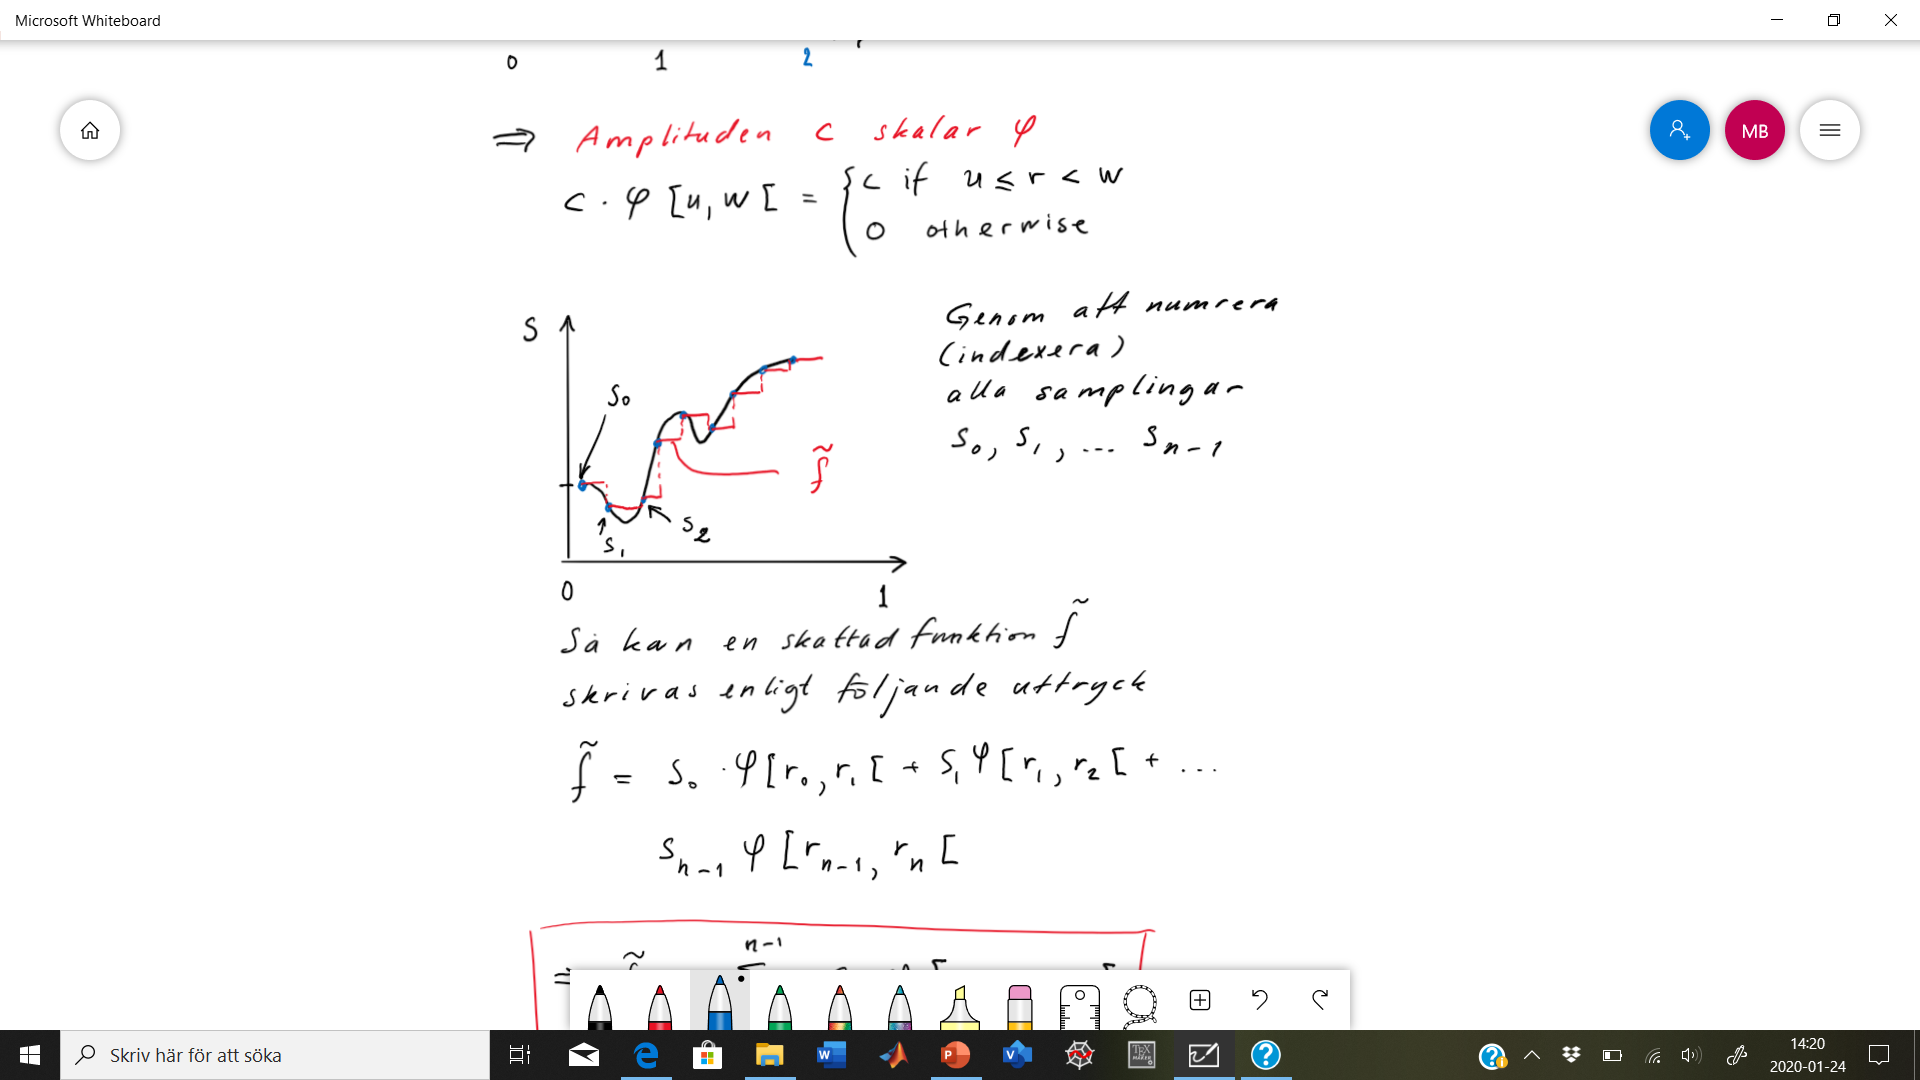 Microsoft Whiteboard
0 1 2
⇒ Amplituden c skalar φ
MB
c · φ [u, w[ = { c if u ≤ r < w
0 otherwise
S
Genom att numrera
(indexera)
alla samplingar
s₀, s₁, ... sₙ₋₁
s₀
f̃
s₁
s₂
0 1
Så kan en skattad funktion f̃
skrivas enligt följande uttryck
f̃ = s₀ · φ[r₀, r₁[ + s₁ φ[r₁, r₂[ + ...
sₙ₋₁ φ [rₙ₋₁, rₙ[
n-1
Skriv här för att söka
14:20
2020-01-24